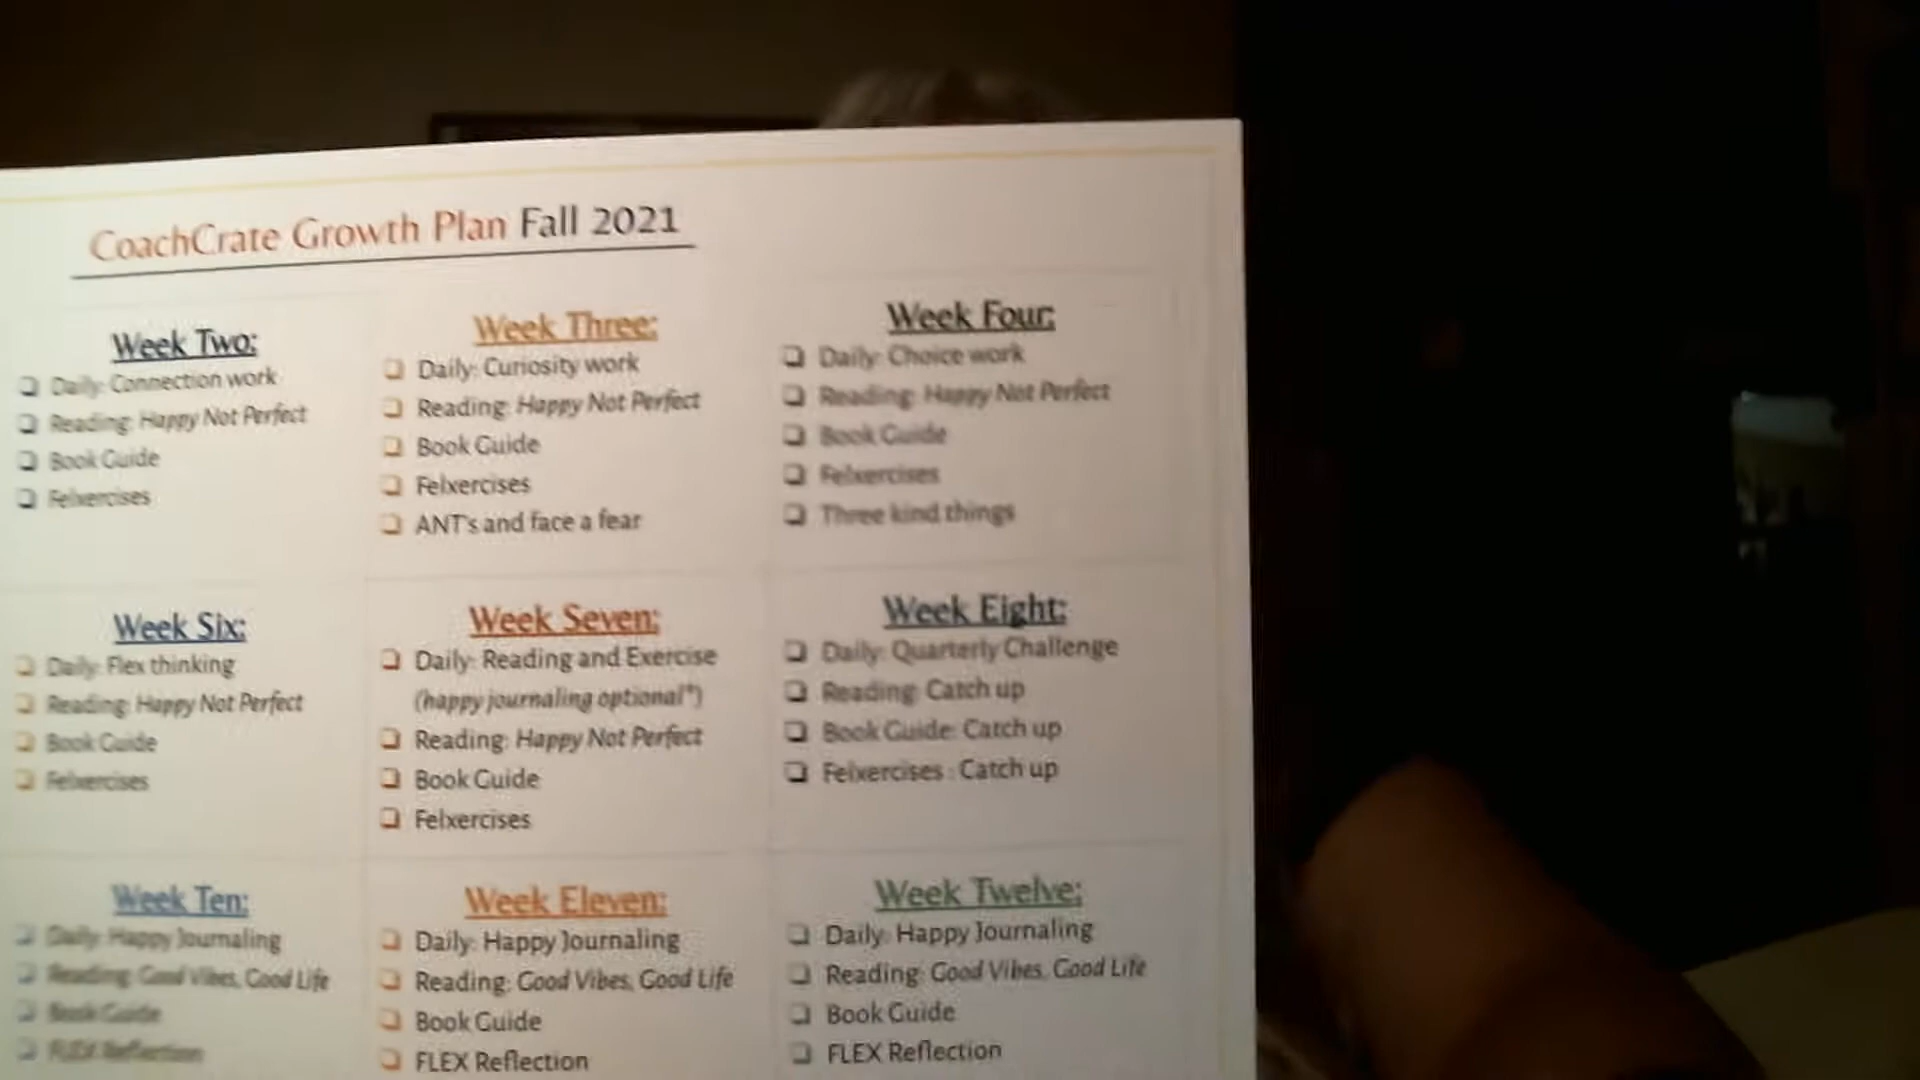 CoachCrate Growth Plan Fall 2021
Week Two:
Daily: Connection work
Reading: Happy Not Perfect
Book Guide
Felxercises
Week Three:
Daily: Curiosity work
Reading: Happy Not Perfect
Book Guide
Felxercises
ANT's and face a fear
Week Four:
Daily: Choice work
Reading: Happy Not Perfect
Book Guide
Felxercises
Three kind things
Week Six:
Daily: Flex thinking
Reading: Happy Not Perfect
Book Guide
Felxercises
Week Seven:
Daily: Reading and Exercise
(happy journaling optional*)
Reading: Happy Not Perfect
Book Guide
Felxercises
Week Eight:
Daily: Quarterly Challenge
Reading: Catch up
Book Guide: Catch up
Felxercises : Catch up
Week Ten:
Daily: Happy Journaling
Reading: Good Vibes, Good Life
Book Guide
FLEX Reflection
Week Eleven:
Daily: Happy Journaling
Reading: Good Vibes, Good Life
Book Guide
FLEX Reflection
Week Twelve:
Daily: Happy Journaling
Reading: Good Vibes, Good Life
Book Guide
FLEX Reflection